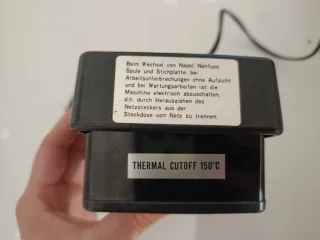 Beim Wechsel von Nadel, Nähfuss
Spule und Stichplatte, bei
Arbeitsunterbrechungen ohne Aufsicht
und bei Wartungsarbeiten ist die
Maschine elektrisch abzuschalten,
d.h. durch Herausziehen des
Netzsteckers aus der
Steckdose von Netz zu trennen.
THERMAL CUTOFF 150°C